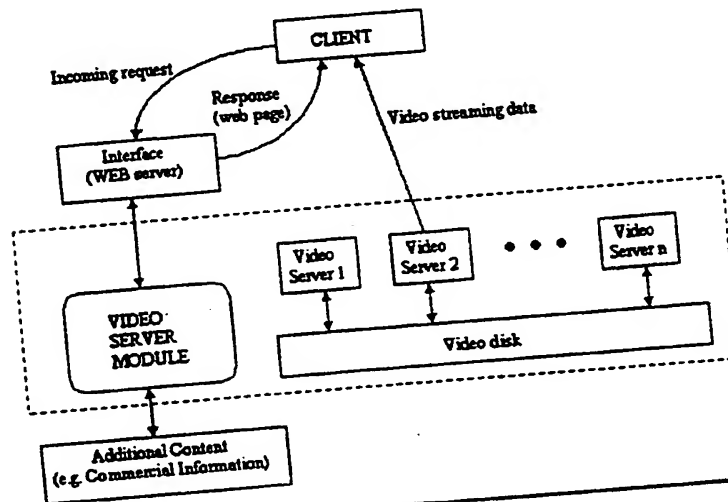 CLIENT
Incoming request
Response
(web page)
Video streaming data
Interface
(WEB server)
Video
Server 1
Video
Server 2
Video
Server n
VIDEO
SERVER
MODULE
Video disk
Additional Content
(e.g. Commercial Information)